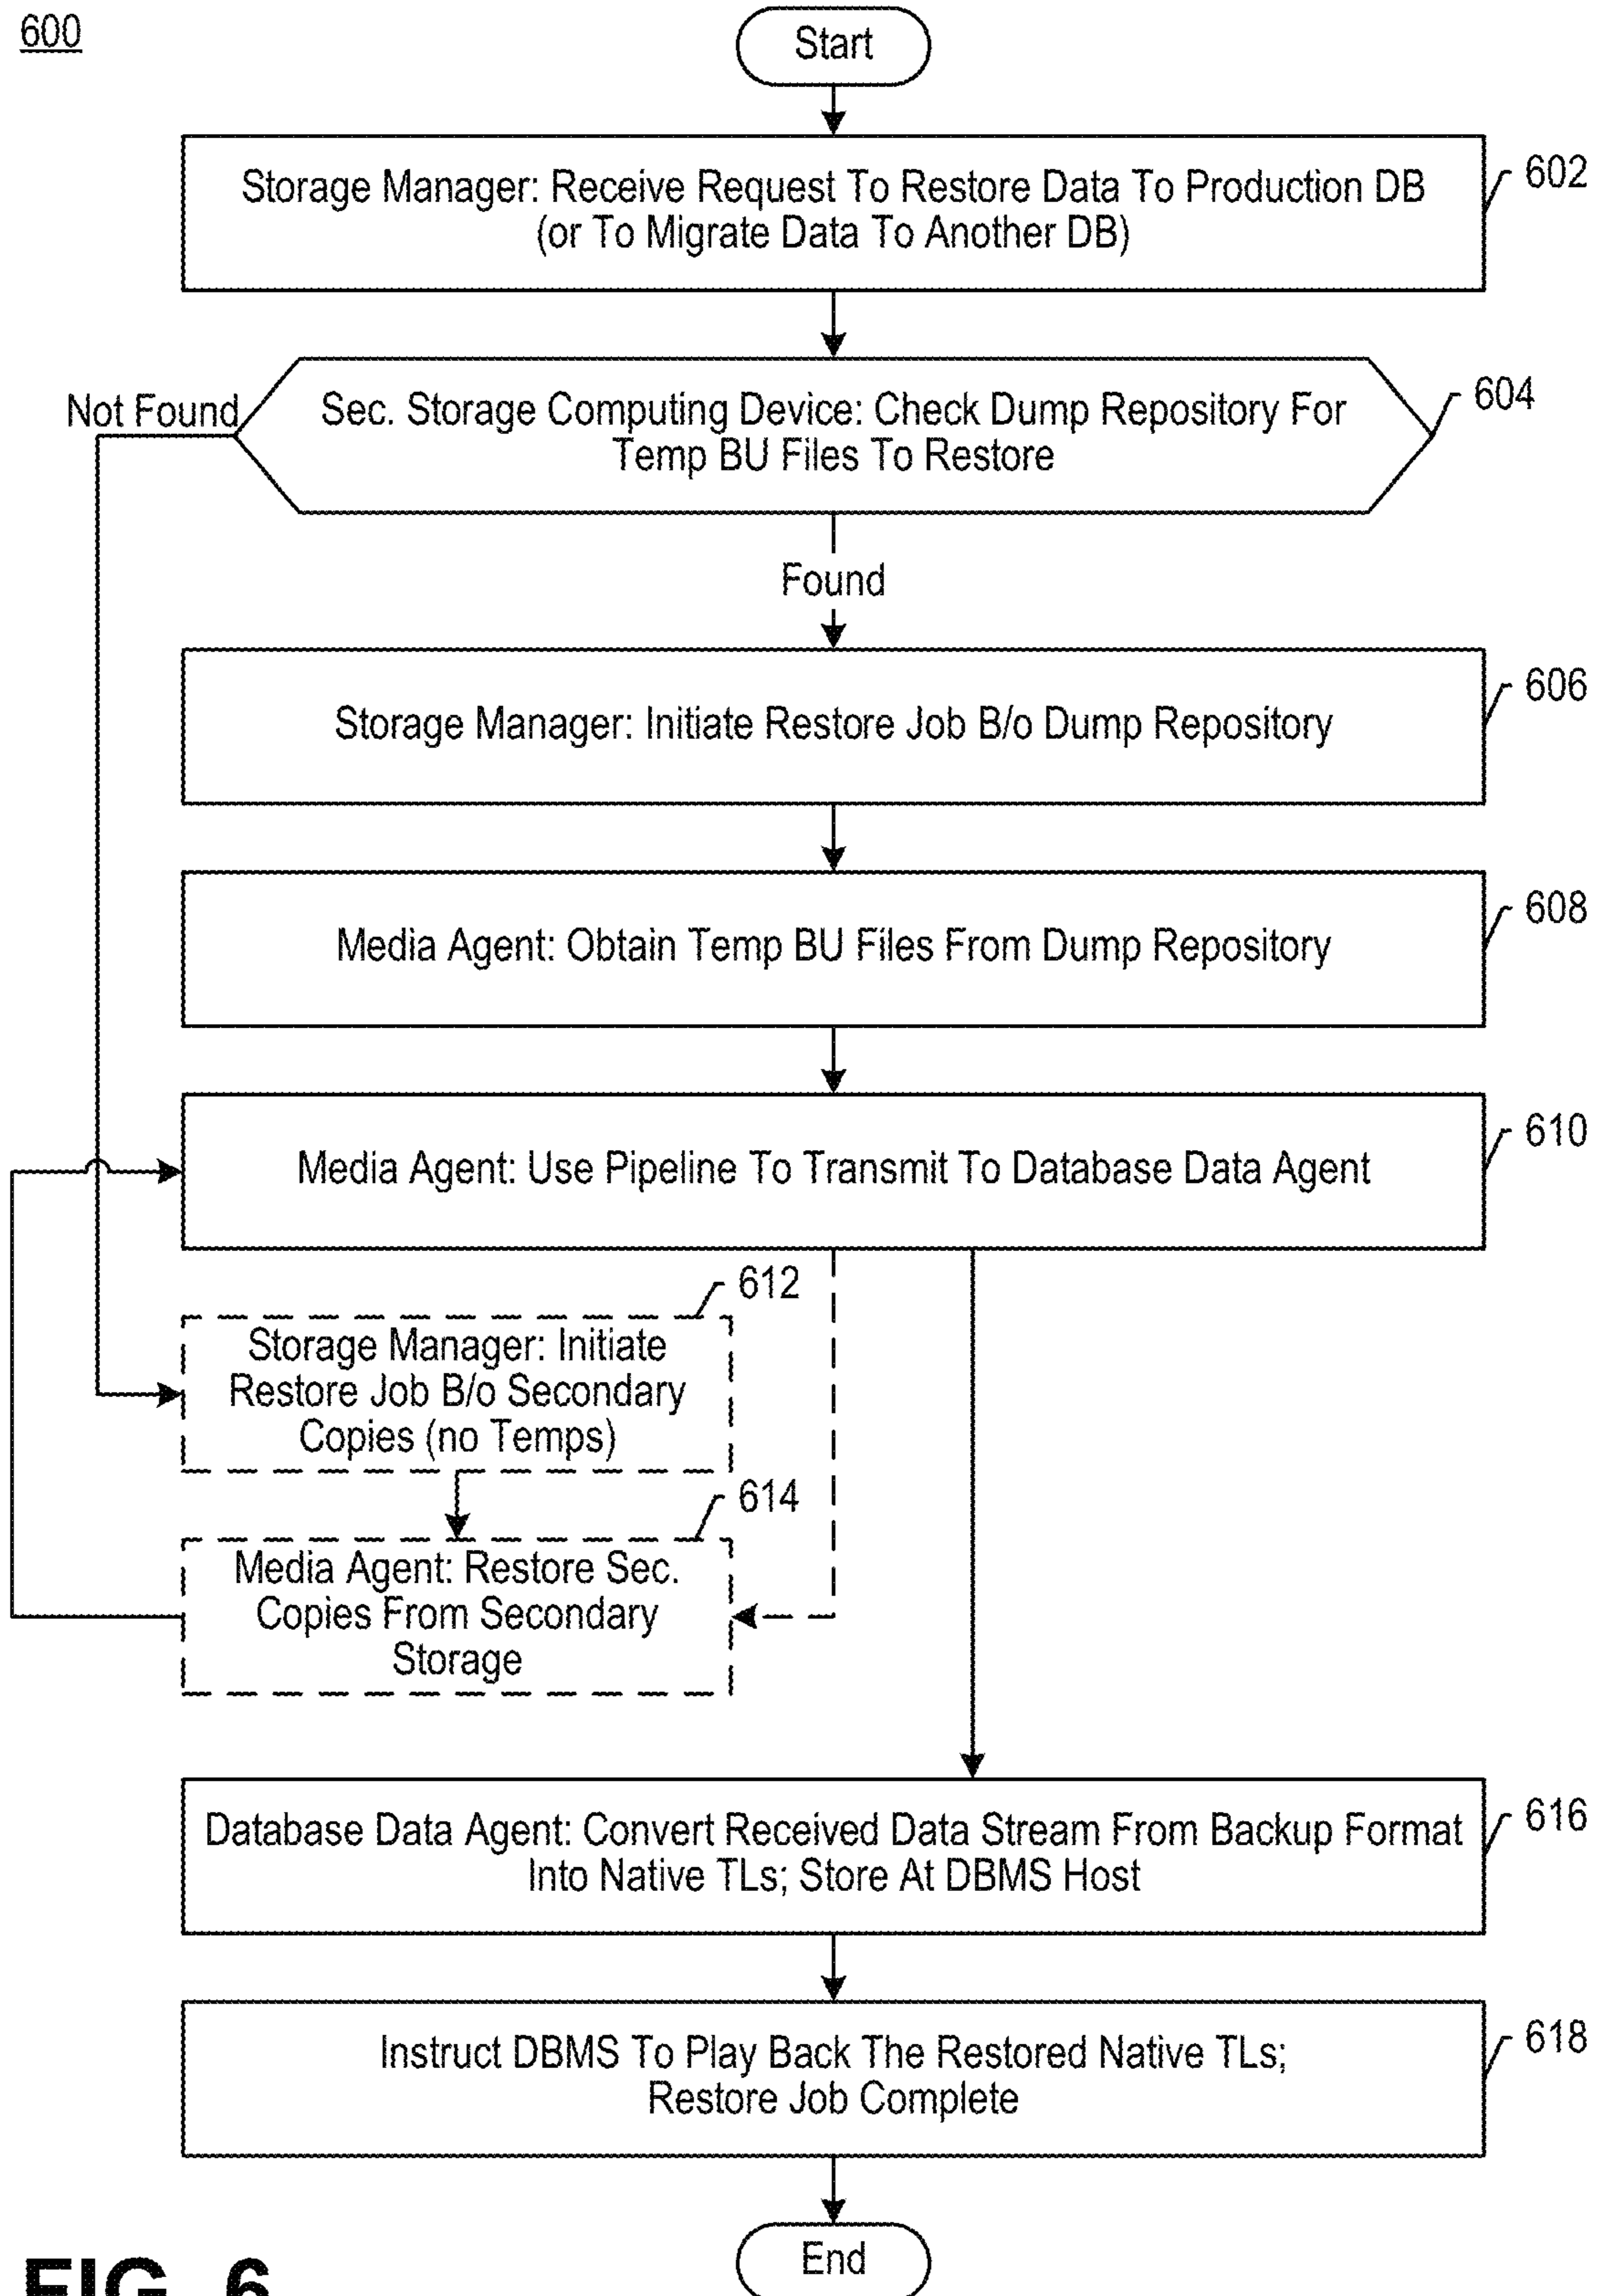 600
Start
Storage Manager: Receive Request To Restore Data To Production DB
(or To Migrate Data To Another DB)
602
Not Found
Sec. Storage Computing Device: Check Dump Repository For
Temp BU Files To Restore
604
Found
Storage Manager: Initiate Restore Job B/o Dump Repository
606
Media Agent: Obtain Temp BU Files From Dump Repository
608
Media Agent: Use Pipeline To Transmit To Database Data Agent
610
612
Storage Manager: Initiate
Restore Job B/o Secondary
Copies (no Temps)
614
Media Agent: Restore Sec.
Copies From Secondary
Storage
Database Data Agent: Convert Received Data Stream From Backup Format
Into Native TLs; Store At DBMS Host
616
Instruct DBMS To Play Back The Restored Native TLs;
Restore Job Complete
618
End
FIG. 6